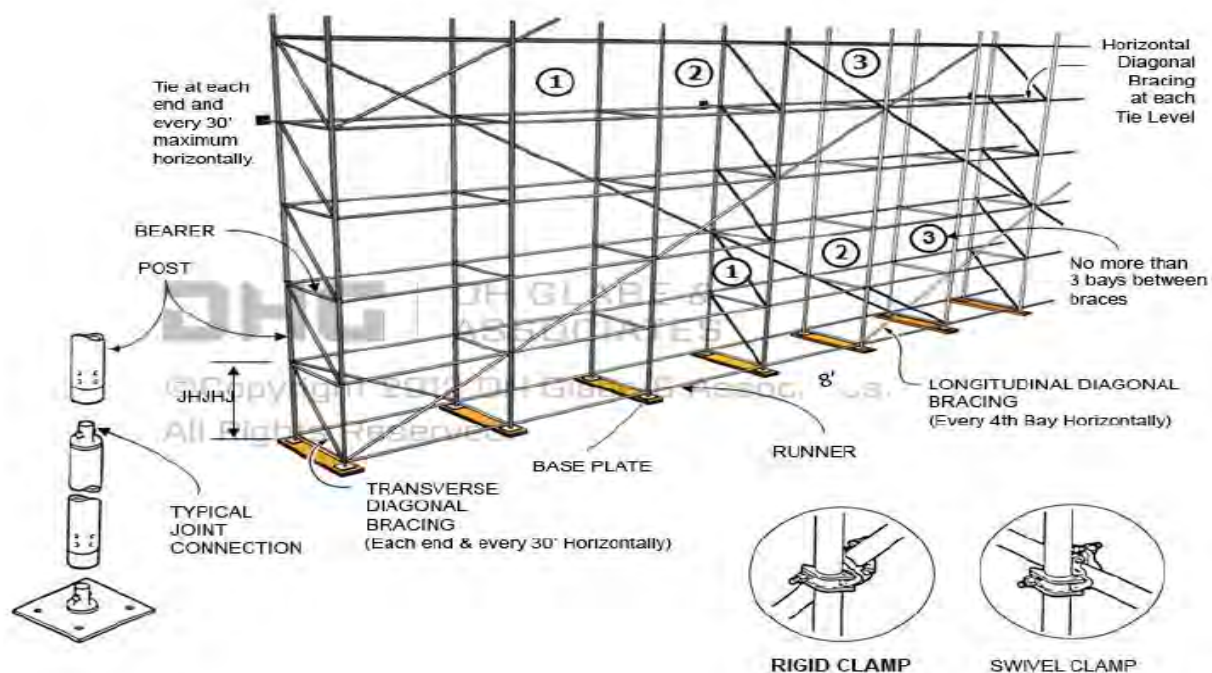 Tie at each
end and
every 30'
maximum
horizontally.
1
2
3
Horizontal
Diagonal
Bracing
at each
Tie Level
BEARER
POST
1
2
3
No more than
3 bays between
braces
DHG
DH GLABE &
ASSOCIATES
©Copyright 2012 DH Glabe & Assoc.
All Rights Reserved
JHJHJ
8'
LONGITUDINAL DIAGONAL
BRACING
(Every 4th Bay Horizontally)
RUNNER
BASE PLATE
TRANSVERSE
DIAGONAL
BRACING
(Each end & every 30' Horizontally)
TYPICAL
JOINT
CONNECTION
RIGID CLAMP
SWIVEL CLAMP